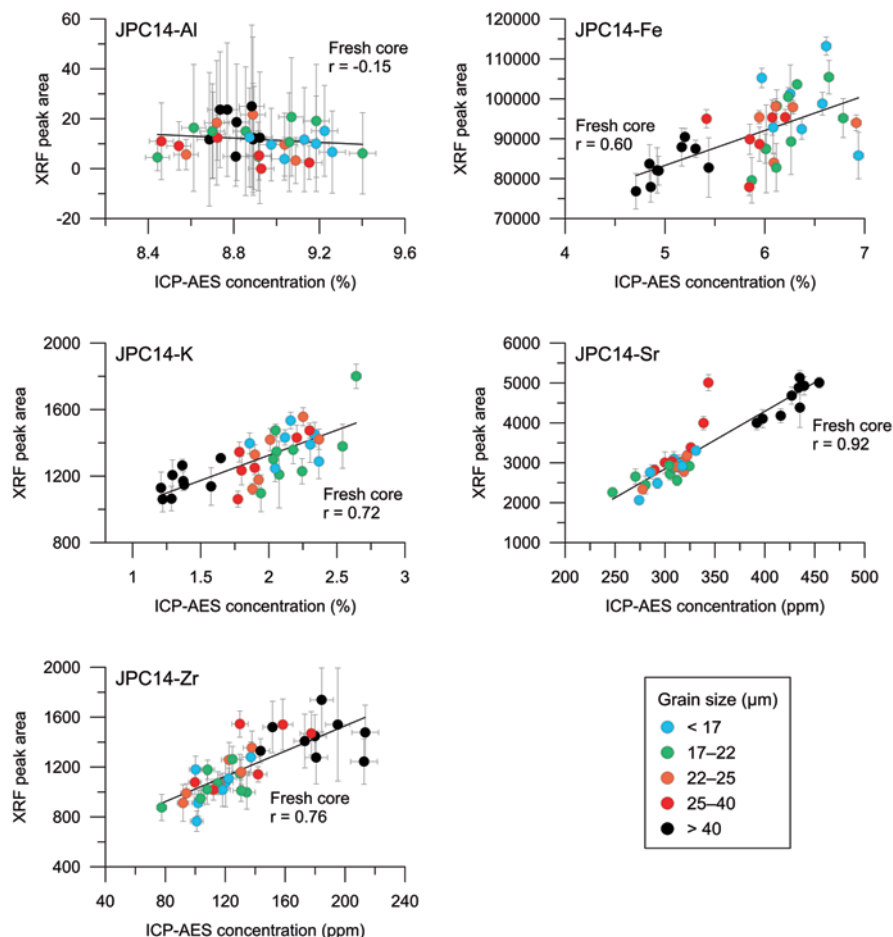 JPC14-Al
Fresh core
r = -0.15
XRF peak area
60
40
20
0
-20
8.4
8.8
9.2
9.6
ICP-AES concentration (%)
JPC14-Fe
Fresh core
r = 0.60
XRF peak area
120000
110000
100000
90000
80000
70000
4
5
6
7
ICP-AES concentration (%)
JPC14-K
Fresh core
r = 0.72
XRF peak area
2000
1600
1200
800
1
1.5
2
2.5
3
ICP-AES concentration (%)
JPC14-Sr
Fresh core
r = 0.92
XRF peak area
6000
5000
4000
3000
2000
1000
200
250
300
350
400
450
500
ICP-AES concentration (ppm)
JPC14-Zr
Fresh core
r = 0.76
XRF peak area
2000
1600
1200
800
400
40
80
120
160
200
240
ICP-AES concentration (ppm)
Grain size (µm)
< 17
17–22
22–25
25–40
> 40